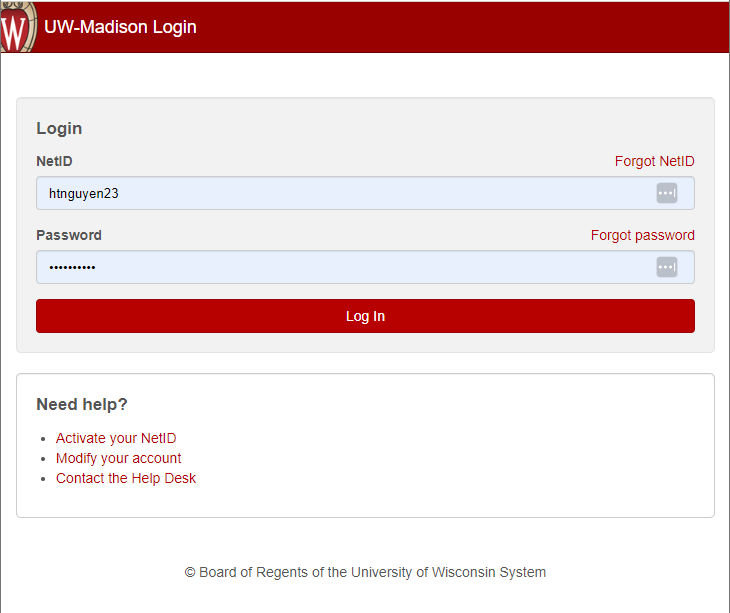 W
UW-Madison Login
Login
NetID Forgot NetID
htnguyen23
Password Forgot password
••••••••••
Log In
Need help?
• Activate your NetID
• Modify your account
• Contact the Help Desk
© Board of Regents of the University of Wisconsin System